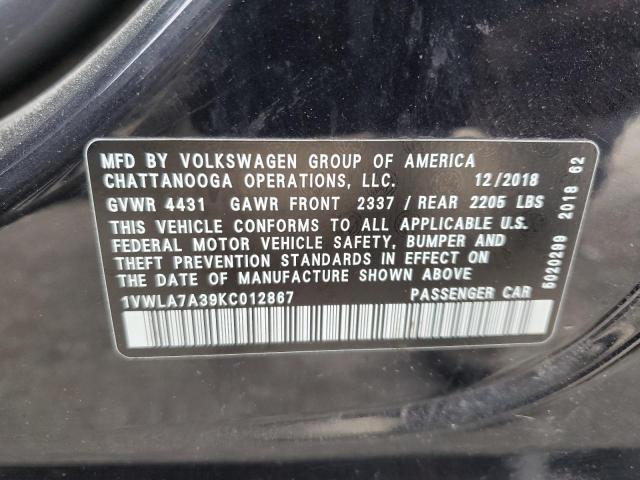 MFD BY VOLKSWAGEN GROUP OF AMERICA
CHATTANOOGA OPERATIONS, LLC. 12/2018
GVWR 4431 GAWR FRONT 2337 / REAR 2205 LBS
THIS VEHICLE CONFORMS TO ALL APPLICABLE U.S.
FEDERAL MOTOR VEHICLE SAFETY, BUMPER AND
THEFT PREVENTION STANDARDS IN EFFECT ON
THE DATE OF MANUFACTURE SHOWN ABOVE
1VWLA7A39KC012867 PASSENGER CAR
5020299 2018 62